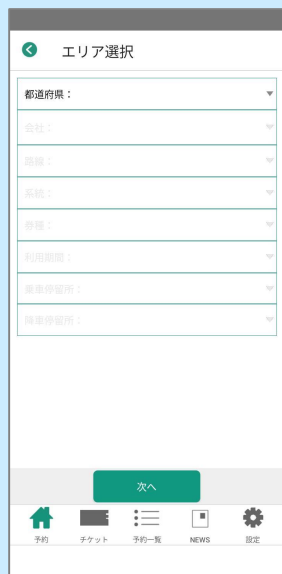 エリア選択
都道府県：
会社：
路線：
系統：
券種：
利用期間：
乗車停留所：
降車停留所：
次へ
予約
チケット
予約一覧
NEWS
設定